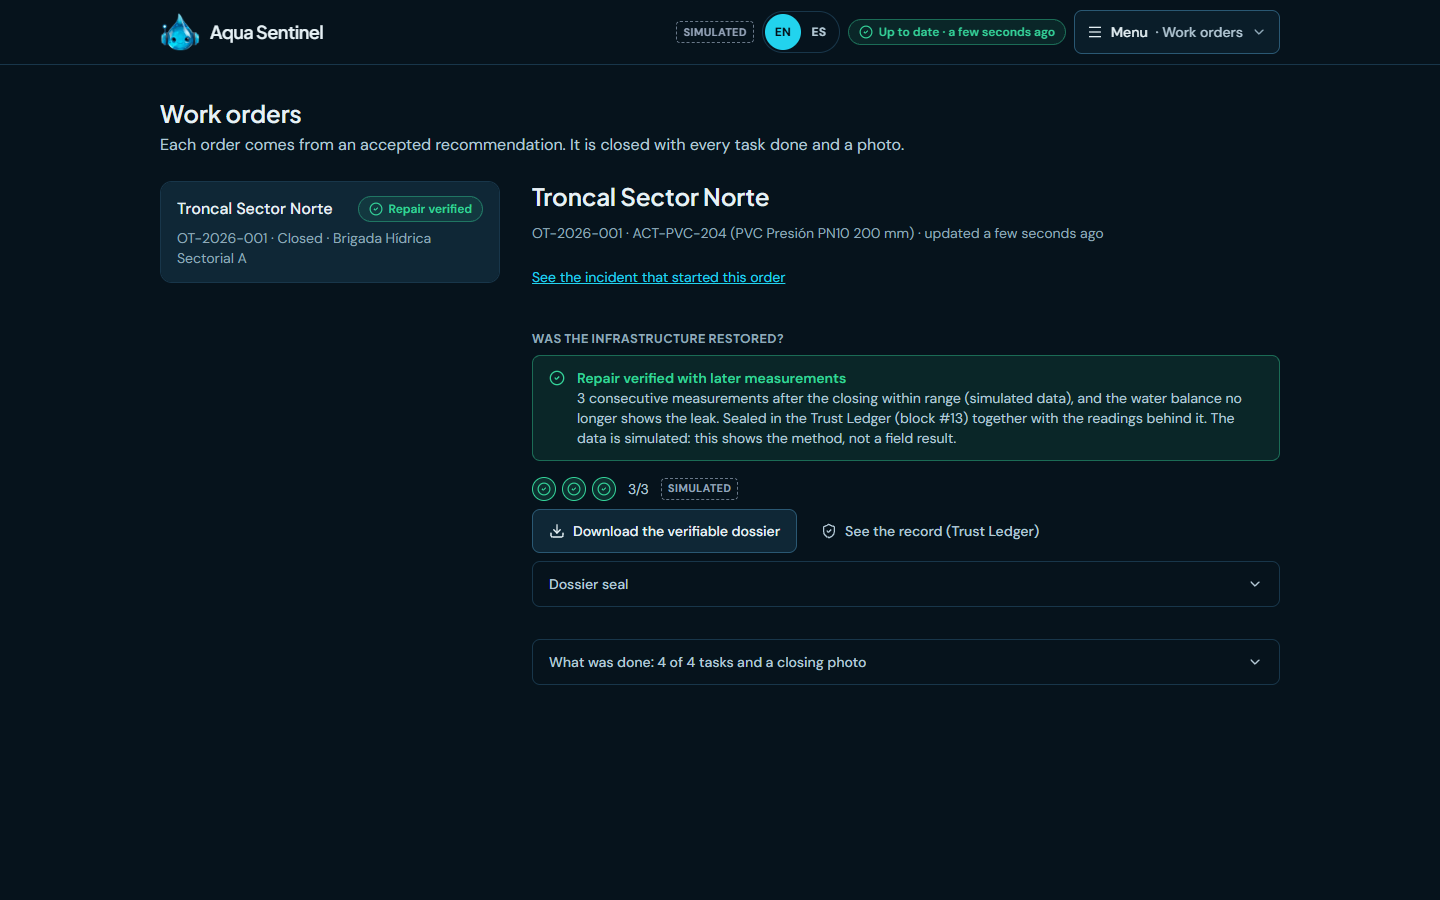 Aqua Sentinel
SIMULATED
EN ES
Up to date · a few seconds ago
Menu · Work orders
Work orders
Each order comes from an accepted recommendation. It is closed with every task done and a photo.
Troncal Sector Norte
Repair verified
OT-2026-001 · Closed · Brigada Hídrica
Sectorial A
Troncal Sector Norte
OT-2026-001 · ACT-PVC-204 (PVC Presión PN10 200 mm) · updated a few seconds ago
See the incident that started this order
WAS THE INFRASTRUCTURE RESTORED?
Repair verified with later measurements
3 consecutive measurements after the closing within range (simulated data), and the water balance no
longer shows the leak. Sealed in the Trust Ledger (block #13) together with the readings behind it. The
data is simulated: this shows the method, not a field result.
3/3 SIMULATED
Download the verifiable dossier
See the record (Trust Ledger)
Dossier seal
What was done: 4 of 4 tasks and a closing photo